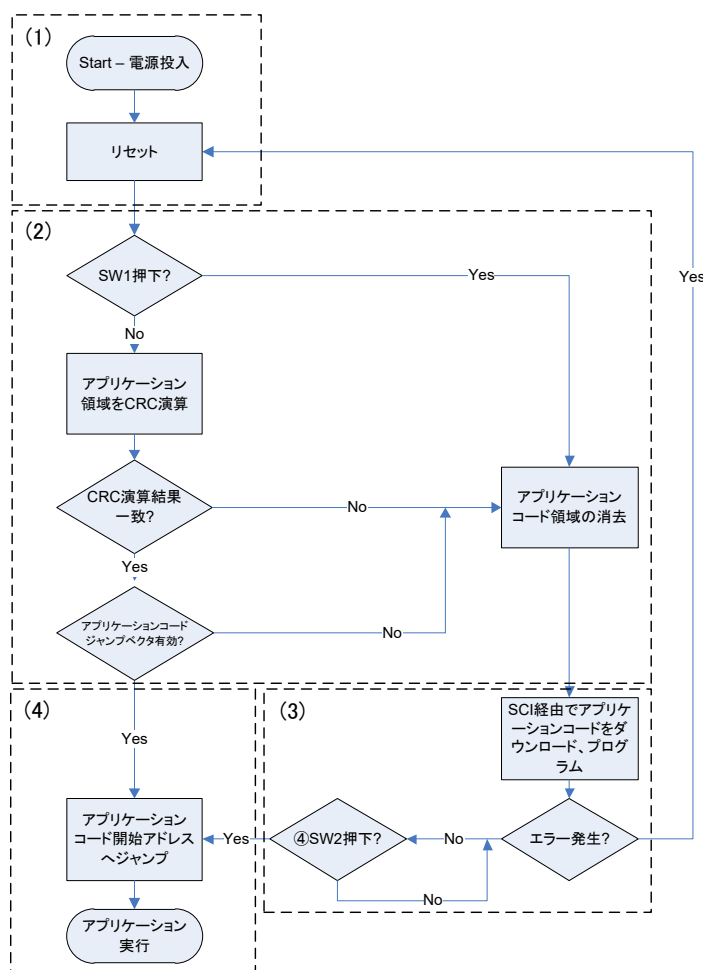 (1)
Start – 電源投入
リセット
(2)
SW1押下?
Yes
Yes
No
アプリケーション
領域をCRC演算
CRC演算結果
一致?
No
アプリケーション
コード領域の消去
Yes
アプリケーションコード
ジャンプベクタ有効?
No
(4)
(3)
SCI経由でアプリ
ケーションコードをダ
ウンロード、プログ
ラム
Yes
アプリケーション
コード開始アドレス
へジャンプ
Yes
④SW2押下?
No
エラー発生?
No
アプリケーション
実行